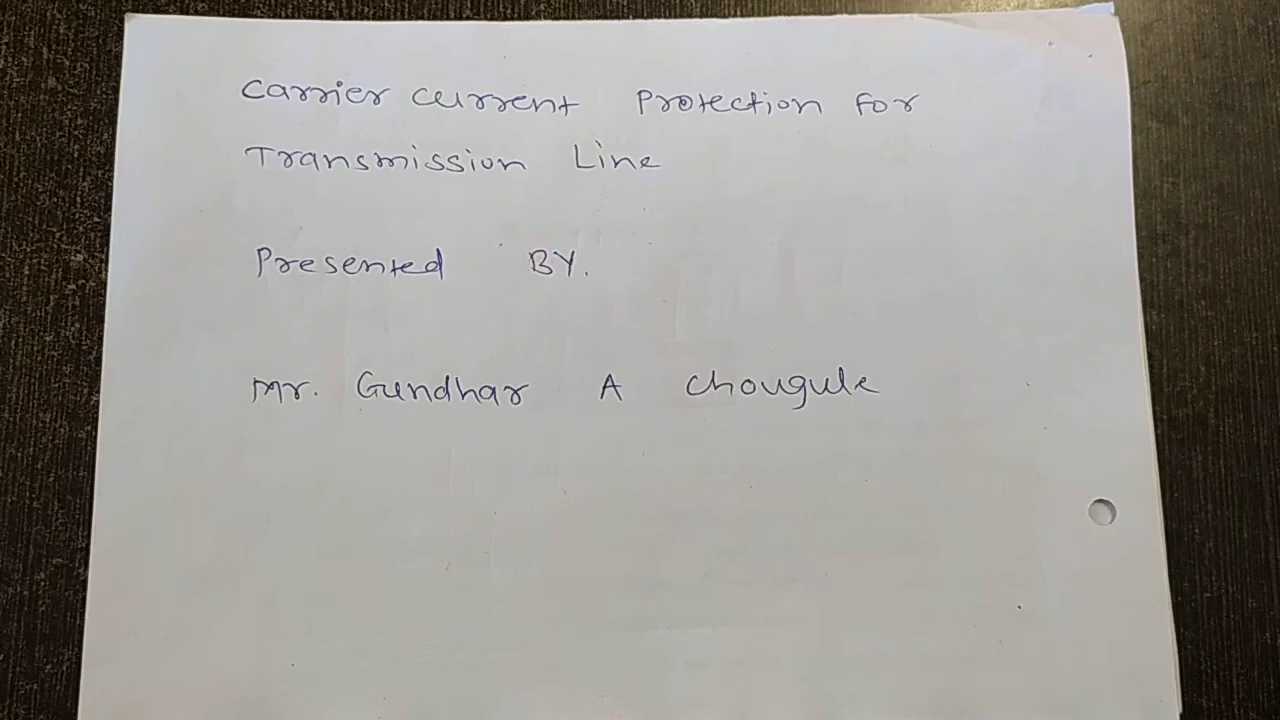 Carrier current Protection For
Transmission Line
Presented BY.
Mr. Gundhar A Chougule